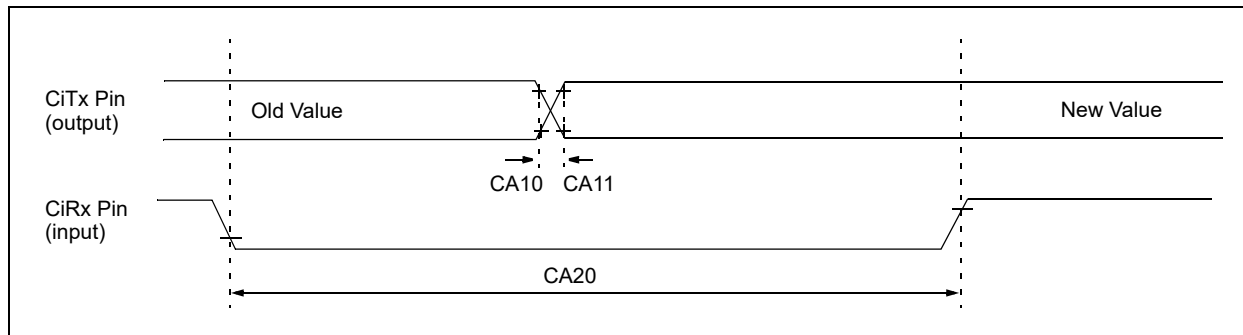 CiTx Pin
(output)
Old Value
New Value
CA10 CA11
CiRx Pin
(input)
CA20